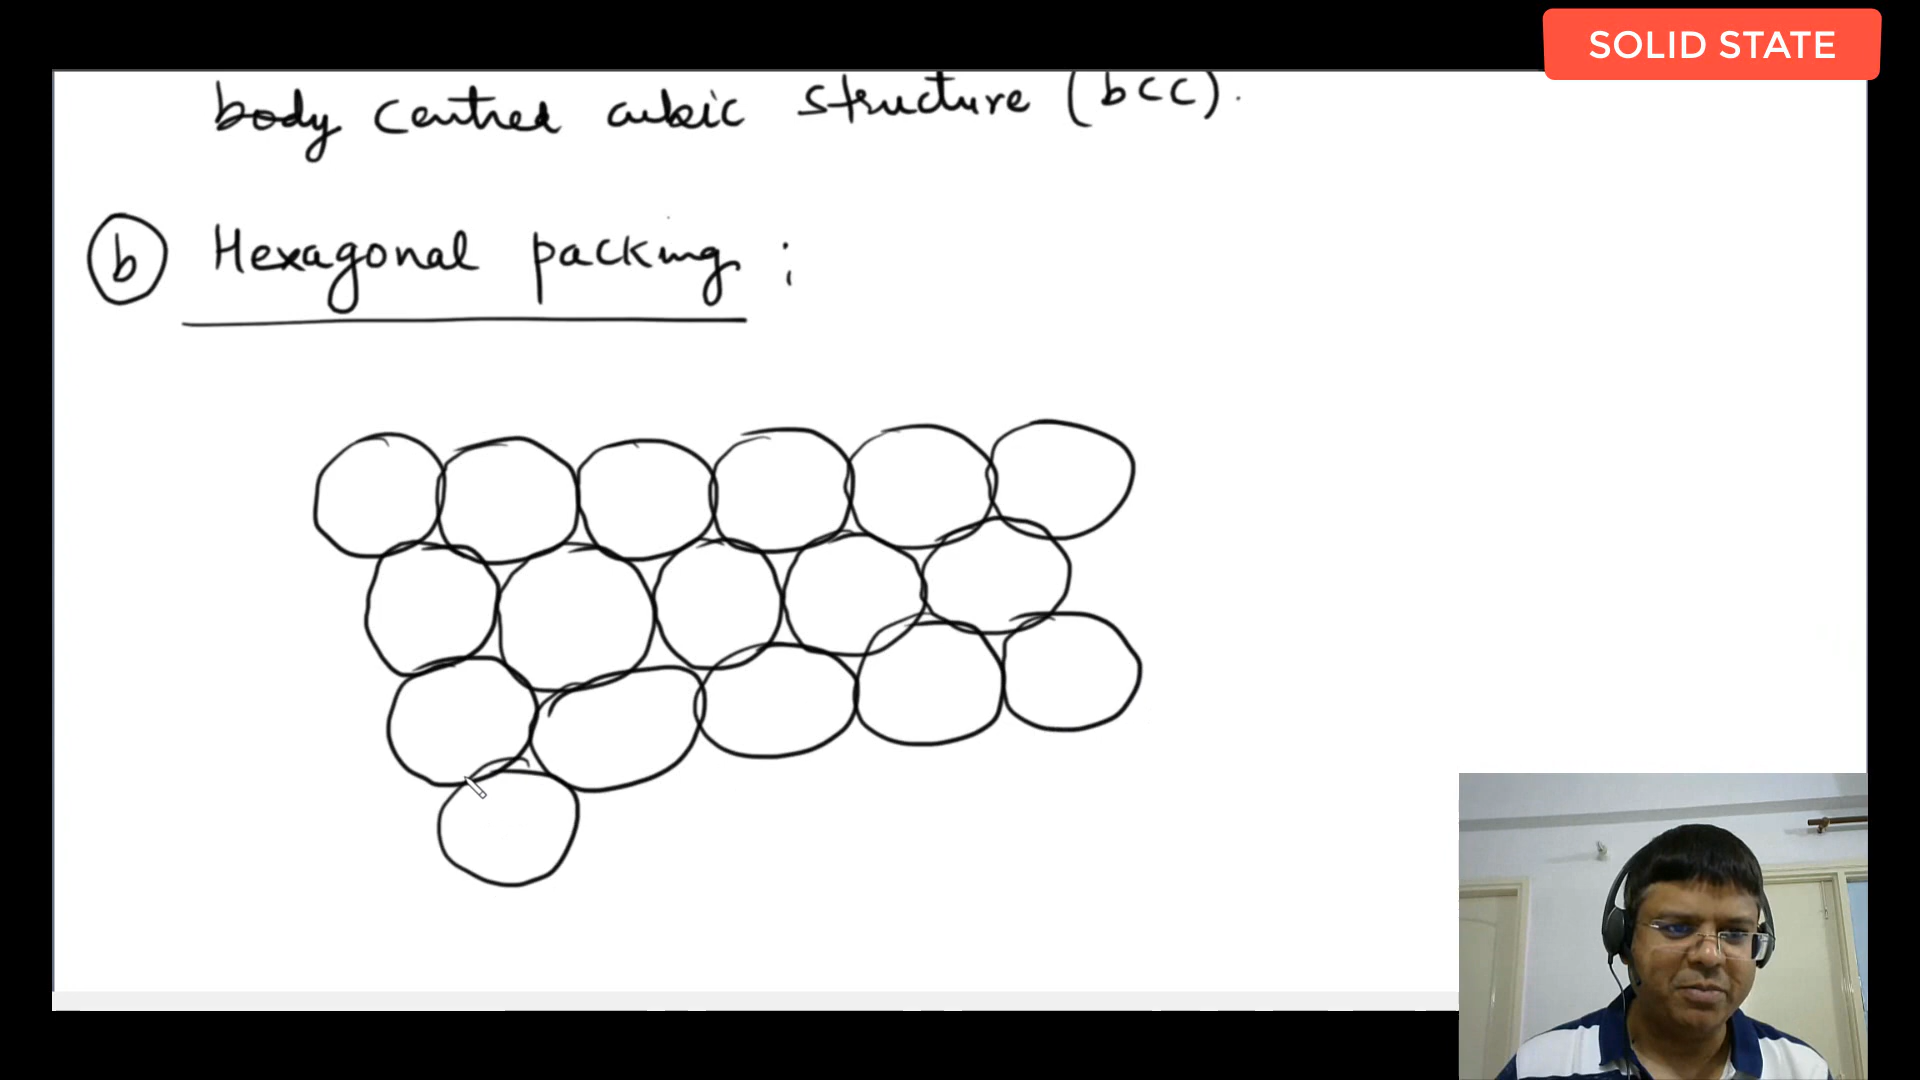 SOLID STATE
body centred cubic structure (bcc).
b Hexagonal packing :